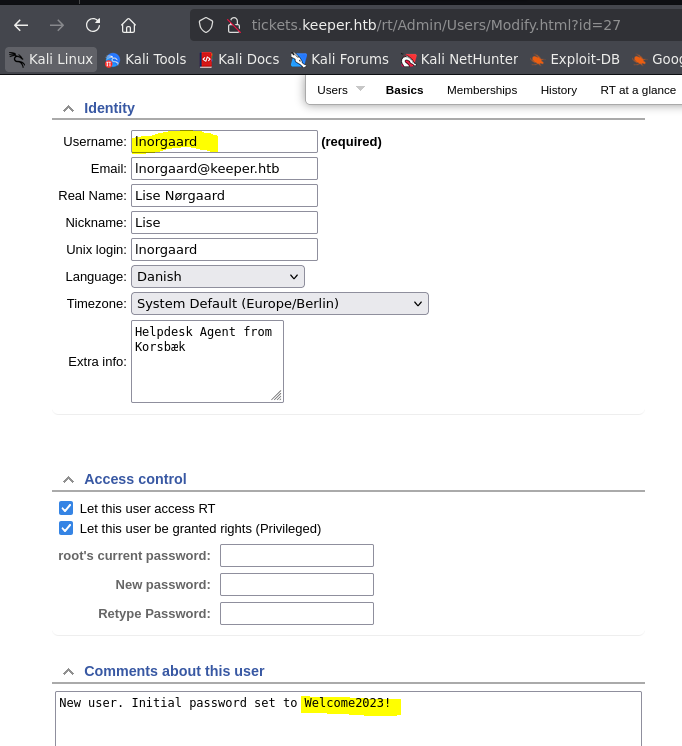 tickets.keeper.htb/rt/Admin/Users/Modify.html?id=27
Kali Linux Kali Tools Kali Docs Kali Forums Kali NetHunter Exploit-DB Goog
Users Basics Memberships History RT at a glance
Identity
Username: lnorgaard (required)
Email: lnorgaard@keeper.htb
Real Name: Lise Nørgaard
Nickname: Lise
Unix login: lnorgaard
Language: Danish
Timezone: System Default (Europe/Berlin)
Extra info: Helpdesk Agent from
Korsbæk
Access control
Let this user access RT
Let this user be granted rights (Privileged)
root's current password:
New password:
Retype Password:
Comments about this user
New user. Initial password set to Welcome2023!